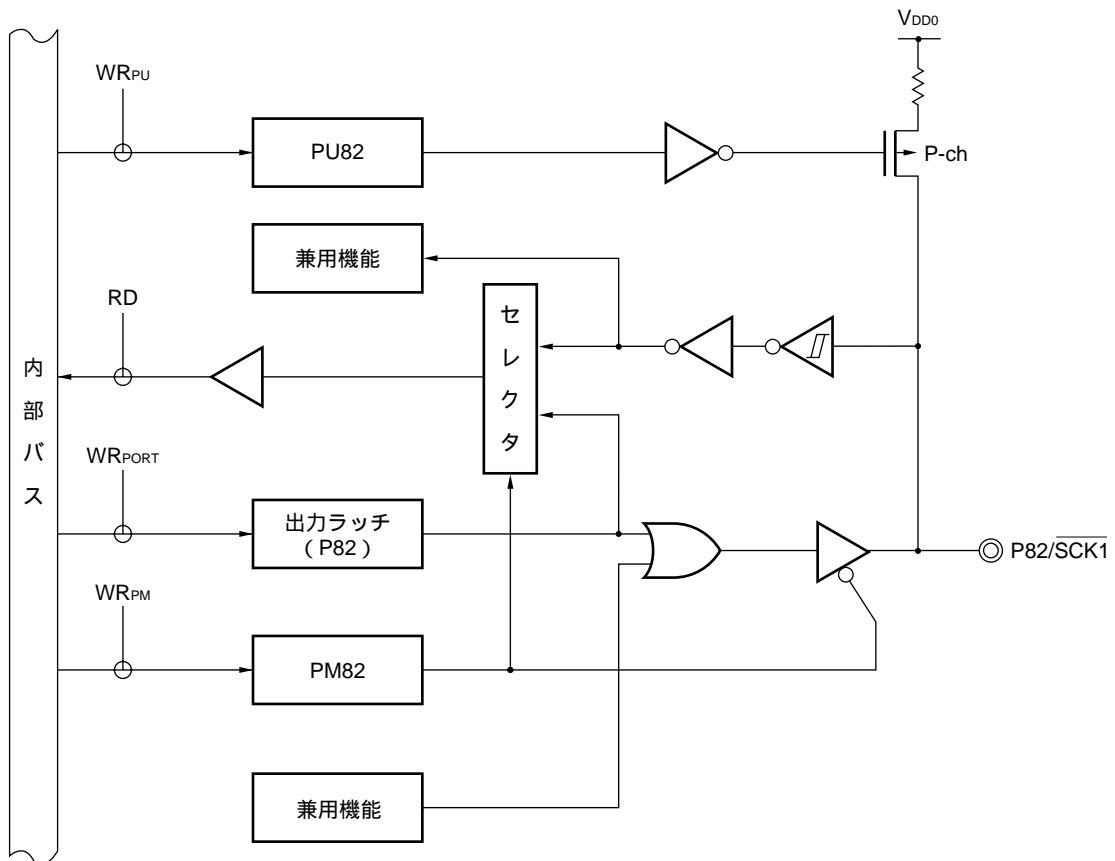 VDD0
WRPU
PU82
P-ch
兼用機能
RD
セレクタ
内部バス
WRPORT
出力ラッチ
（P82）
P82/SCK1
WRPM
PM82
兼用機能